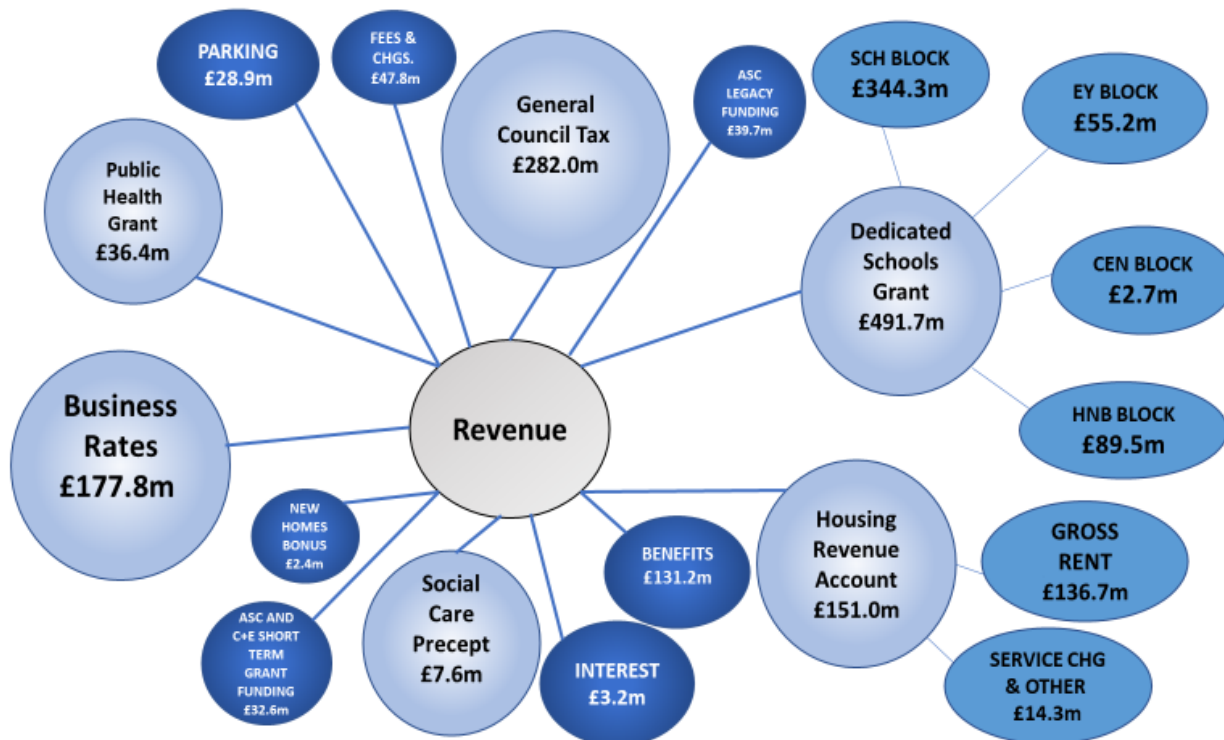 PARKING
£28.9m
FEES &
CHGS.
£47.8m
General
Council Tax
£282.0m
ASC
LEGACY
FUNDING
£39.7m
SCH BLOCK
£344.3m
EY BLOCK
£55.2m
Public
Health
Grant
£36.4m
Dedicated
Schools
Grant
£491.7m
CEN BLOCK
£2.7m
Business
Rates
£177.8m
Revenue
HNB BLOCK
£89.5m
NEW
HOMES
BONUS
£2.4m
BENEFITS
£131.2m
Housing
Revenue
Account
£151.0m
GROSS
RENT
£136.7m
ASC AND
C+E SHORT
TERM
GRANT
FUNDING
£32.6m
Social
Care
Precept
£7.6m
INTEREST
£3.2m
SERVICE CHG
& OTHER
£14.3m